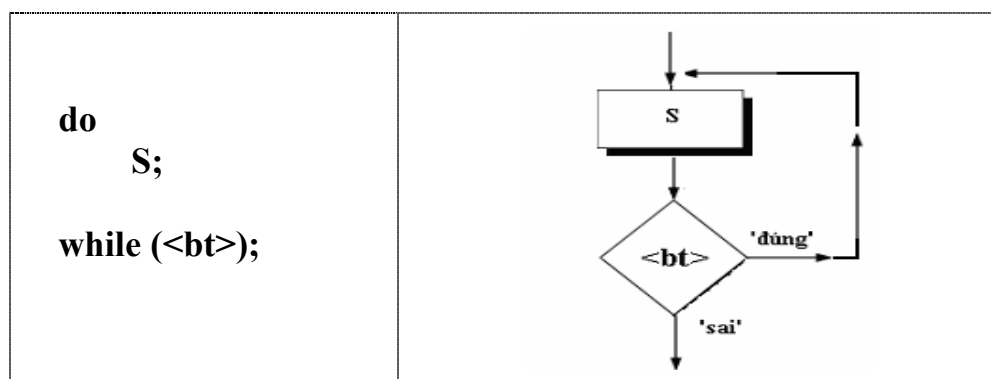 do
S;
while (<bt>);
S
<bt>
'đúng'
'sai'